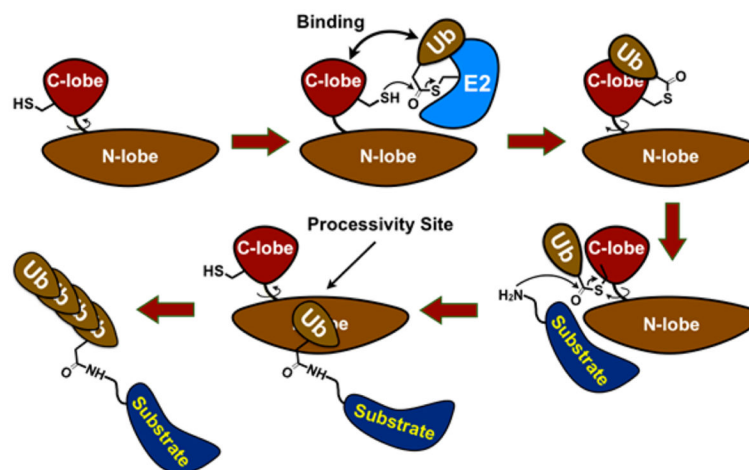 Binding
C-lobe
HS
N-lobe
C-lobe
SH
Ub
O
S
E2
N-lobe
Ub
C-lobe
O
S
N-lobe
Processivity Site
C-lobe
HS
Ub
O
NH
Substrate
Ub
C-lobe
O
S
H₂N
N-lobe
Substrate
Ub
O
NH
Substrate